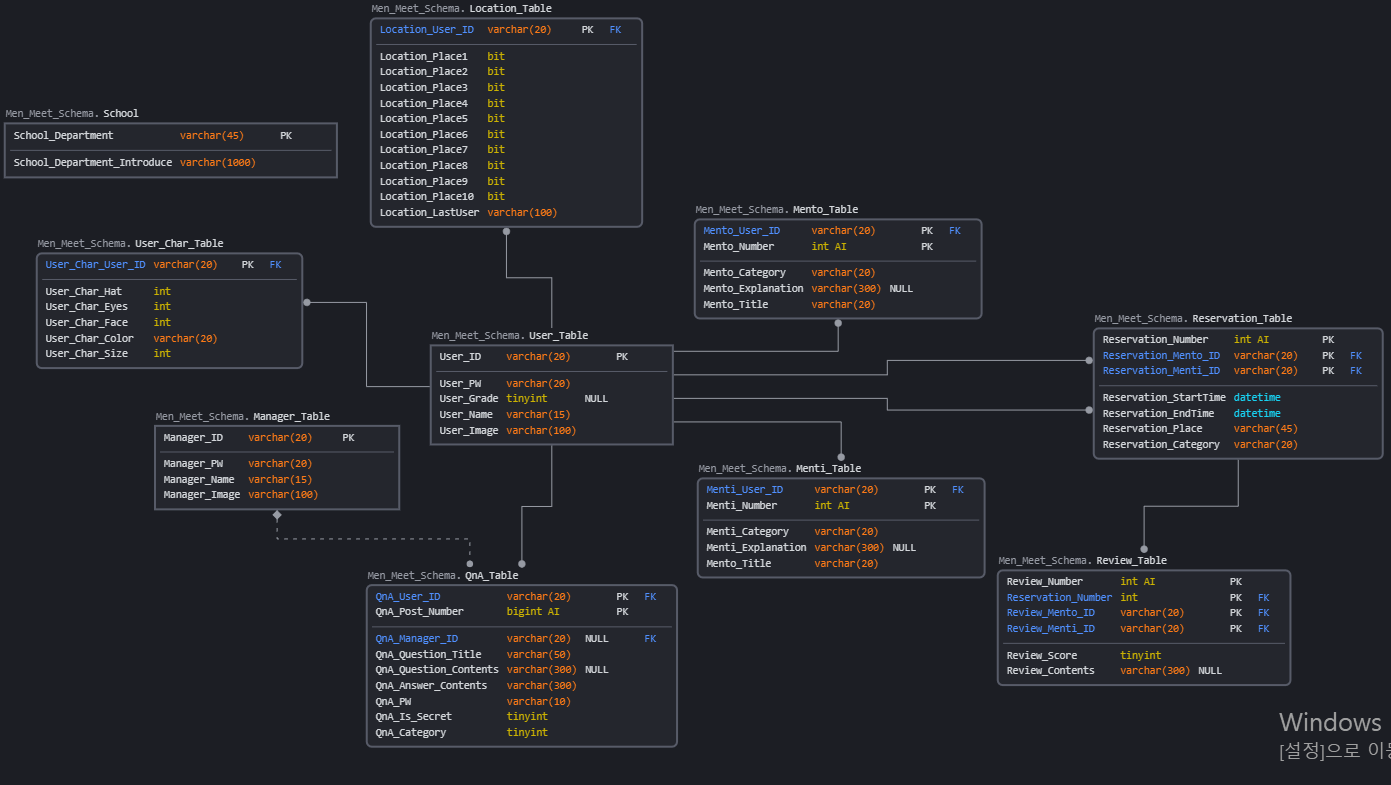 Men_Meet_Schema. Location_Table
Location_User_ID varchar(20) PK FK
Location_Place1 bit
Location_Place2 bit
Location_Place3 bit
Location_Place4 bit
Location_Place5 bit
Location_Place6 bit
Location_Place7 bit
Location_Place8 bit
Location_Place9 bit
Location_Place10 bit
Location_LastUser varchar(100)
Men_Meet_Schema. School
School_Department varchar(45) PK
School_Department_Introduce varchar(1000)
Men_Meet_Schema. Mento_Table
Mento_User_ID varchar(20) PK FK
Mento_Number int AI PK
Mento_Category varchar(20)
Mento_Explanation varchar(300) NULL
Mento_Title varchar(20)
Men_Meet_Schema. User_Char_Table
User_Char_User_ID varchar(20) PK FK
User_Char_Hat int
User_Char_Eyes int
User_Char_Face int
User_Char_Color varchar(20)
User_Char_Size int
Men_Meet_Schema. User_Table
User_ID varchar(20) PK
User_PW varchar(20)
User_Grade tinyint NULL
User_Name varchar(15)
User_Image varchar(100)
Men_Meet_Schema. Reservation_Table
Reservation_Number int AI PK
Reservation_Mento_ID varchar(20) PK FK
Reservation_Menti_ID varchar(20) PK FK
Reservation_StartTime datetime
Reservation_EndTime datetime
Reservation_Place varchar(45)
Reservation_Category varchar(20)
Men_Meet_Schema. Manager_Table
Manager_ID varchar(20) PK
Manager_PW varchar(20)
Manager_Name varchar(15)
Manager_Image varchar(100)
Men_Meet_Schema. Menti_Table
Menti_User_ID varchar(20) PK FK
Menti_Number int AI PK
Menti_Category varchar(20)
Menti_Explanation varchar(300) NULL
Mento_Title varchar(20)
Men_Meet_Schema. QnA_Table
QnA_User_ID varchar(20) PK FK
QnA_Post_Number bigint AI PK
QnA_Manager_ID varchar(20) NULL FK
QnA_Question_Title varchar(50)
QnA_Question_Contents varchar(300) NULL
QnA_Answer_Contents varchar(300)
QnA_PW varchar(10)
QnA_Is_Secret tinyint
QnA_Category tinyint
Men_Meet_Schema. Review_Table
Review_Number int AI PK
Reservation_Number int PK FK
Review_Mento_ID varchar(20) PK FK
Review_Menti_ID varchar(20) PK FK
Review_Score tinyint
Review_Contents varchar(300) NULL
Windows
[설정]으로 이